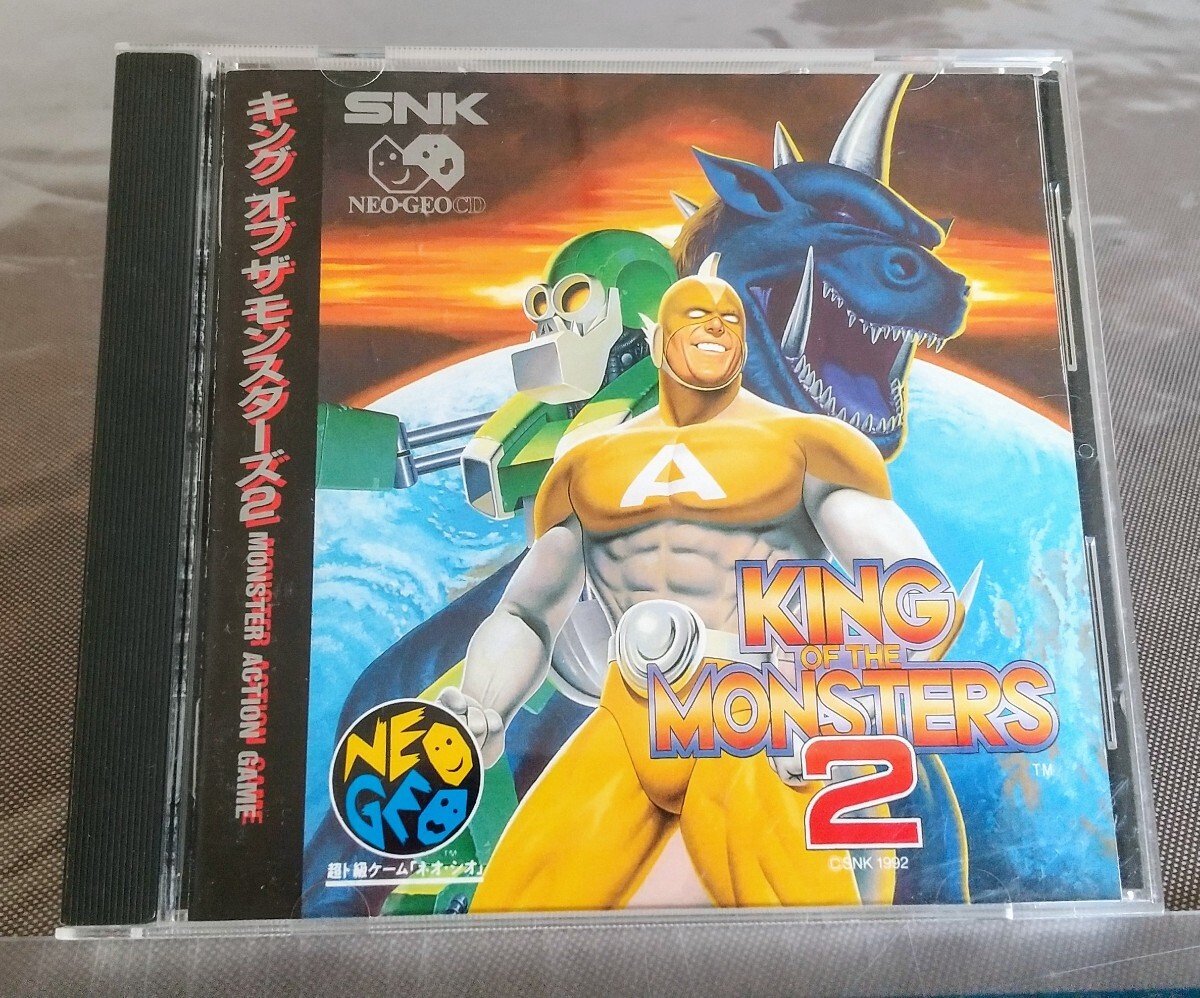 キング オブ ザ モンスターズ2 MONSTER ACTION GAME
SNK
NEO·GEO CD
A
KING
OF THE
MONSTERS
2
TM
©SNK 1992
NEO
GEO
TM
超ド級ゲーム「ネオ・ジオ」